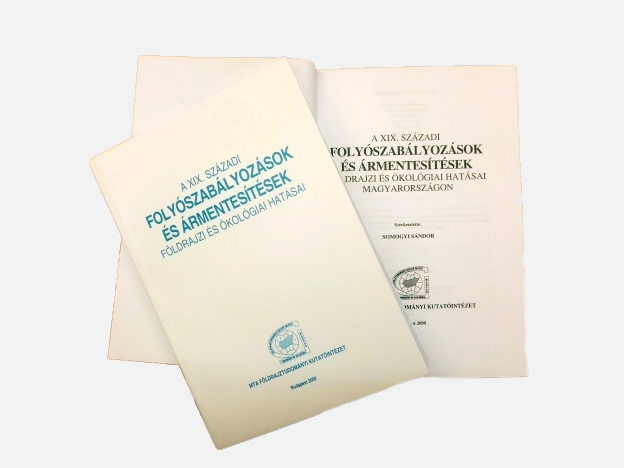 A XIX. SZÁZADI
FOLYÓSZABÁLYOZÁSOK
ÉS ÁRMENTESÍTÉSEK
FÖLDRAJZI ÉS ÖKOLÓGIAI HATÁSAI
MTA FÖLDRAJZTUDOMÁNYI KUTATÓINTÉZET
Budapest 2000
A XIX. SZÁZADI
FOLYÓSZABÁLYOZÁSOK
ÉS ÁRMENTESÍTÉSEK
DRAJZI ÉS ÖKOLÓGIAI HATÁSAI
MAGYARORSZÁGON
Szerkesztette:
SOMOGYI SÁNDOR
OMÁNYI KUTATÓINTÉZET
t 2000